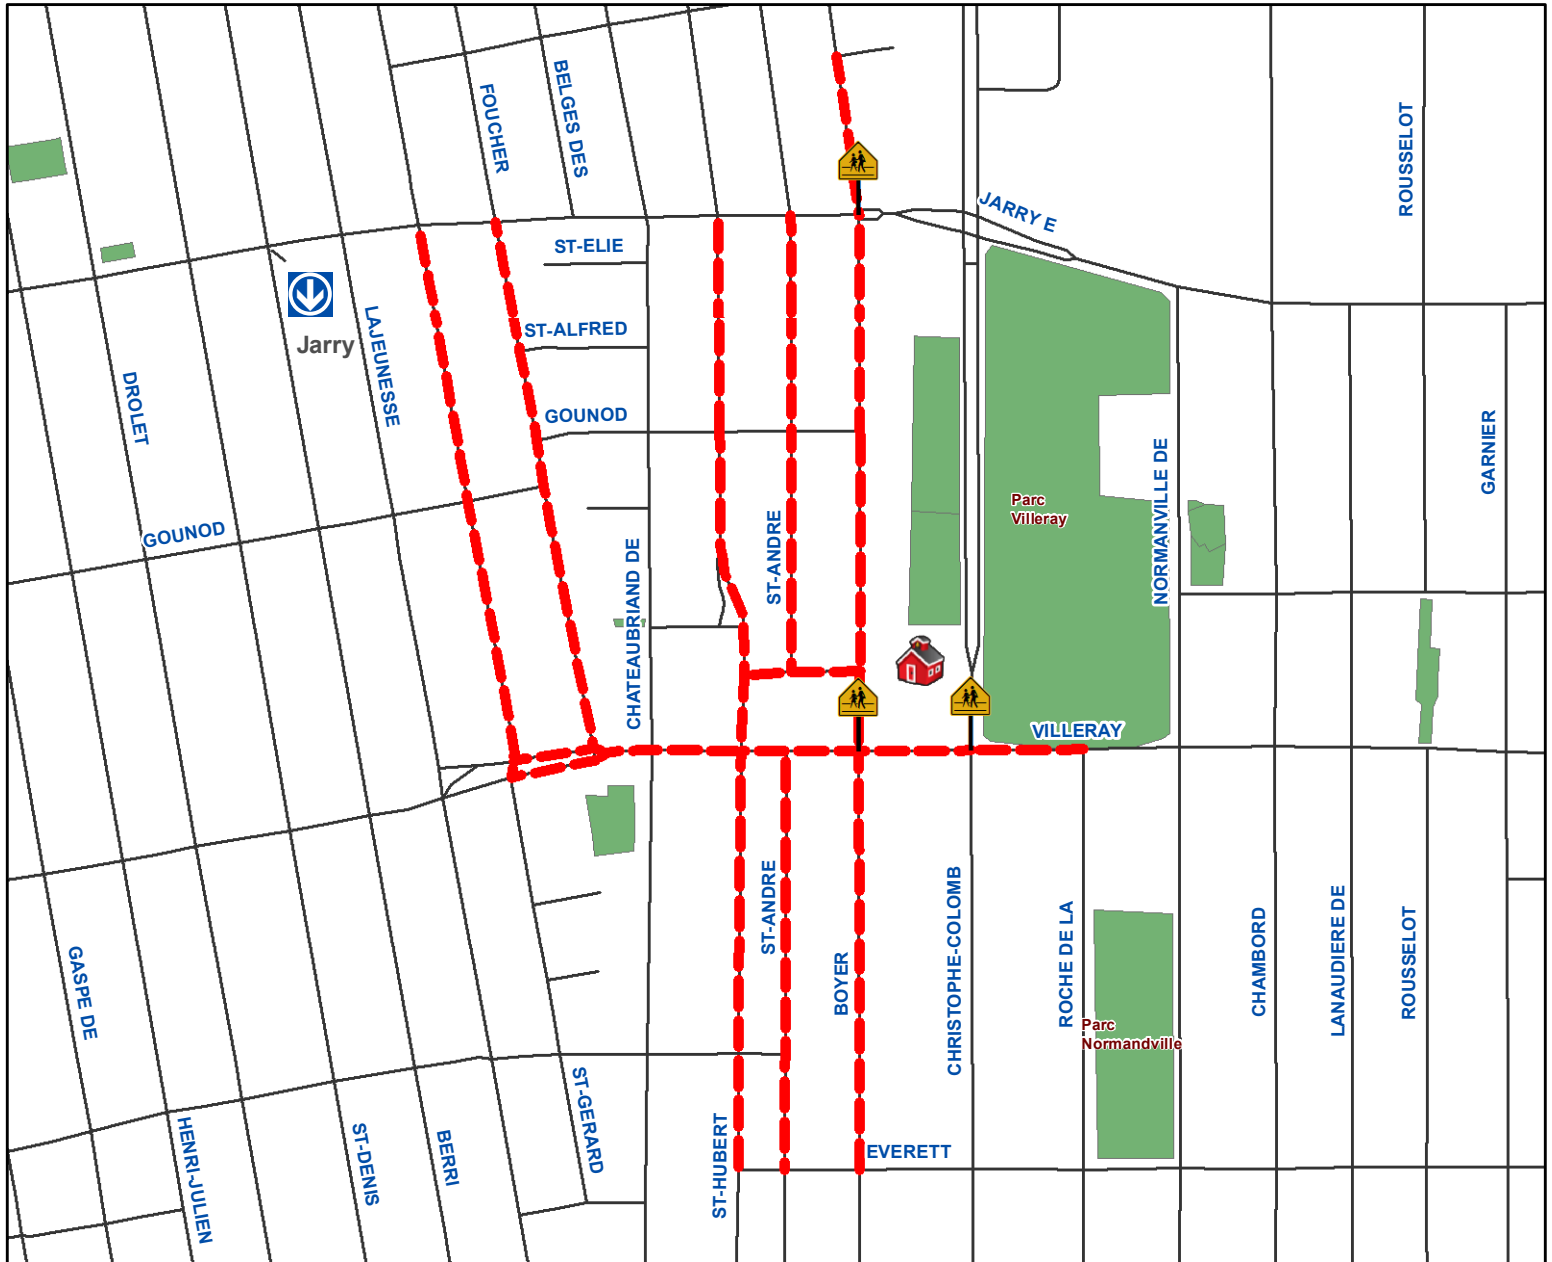 FOUCHER
BELGES DES
ROUSSELOT
JARRY E
ST-ELIE
Jarry
LAJEUNESSE
ST-ALFRED
DROLET
GOUNOD
GARNIER
NORMANVILLE DE
Parc
Villeray
GOUNOD
ST-ANDRE
CHATEAUBRIAND DE
VILLERAY
ST-ANDRE
BOYER
CHRISTOPHE-COLOMB
ROCHE DE LA
CHAMBORD
LANAUDIERE DE
ROUSSELOT
GASPE DE
Parc
Normandville
HENRI-JULIEN
ST-DENIS
BERRI
ST-GERARD
ST-HUBERT
EVERETT